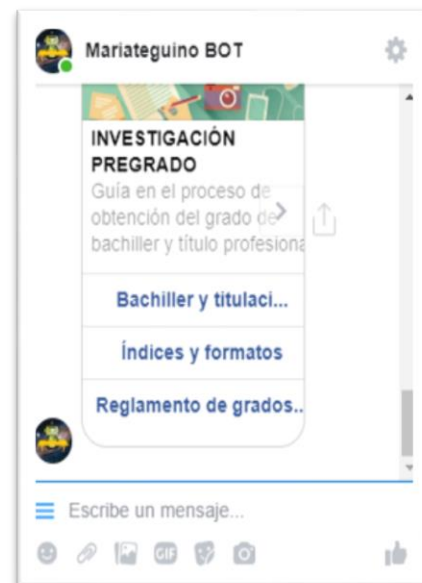 Mariateguino BOT
INVESTIGACIÓN
PREGRADO
Guía en el proceso de
obtención del grado de
bachiller y título profesiona
Bachiller y titulaci...
Índices y formatos
Reglamento de grados..
Escribe un mensaje...
GIF